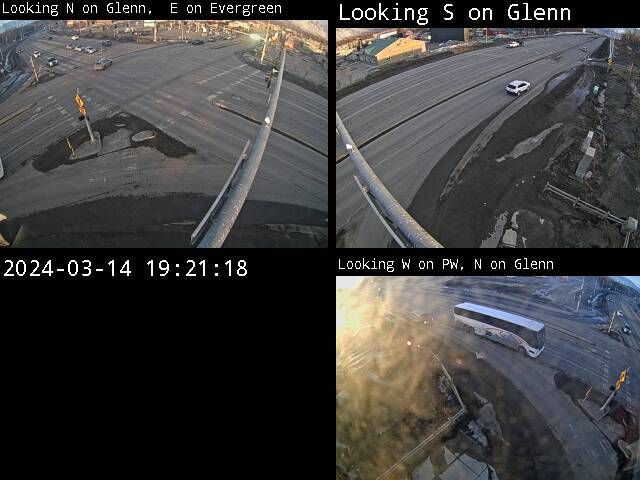 Looking N on Glenn,  E on Evergreen
Looking S on Glenn
2024-03-14 19:21:18
Looking W on PW, N on Glenn